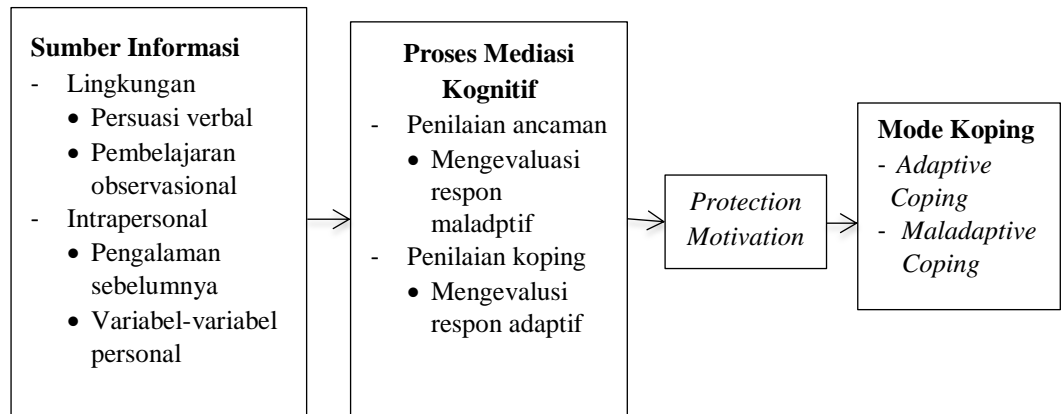 Sumber Informasi
- Lingkungan
• Persuasi verbal
• Pembelajaran
observasional
- Intrapersonal
• Pengalaman
sebelumnya
• Variabel-variabel
personal
Proses Mediasi
Kognitif
- Penilaian ancaman
• Mengevaluasi
respon
maladptif
- Penilaian koping
• Mengevalusi
respon adaptif
Protection
Motivation
Mode Koping
- Adaptive
Coping
- Maladaptive
Coping